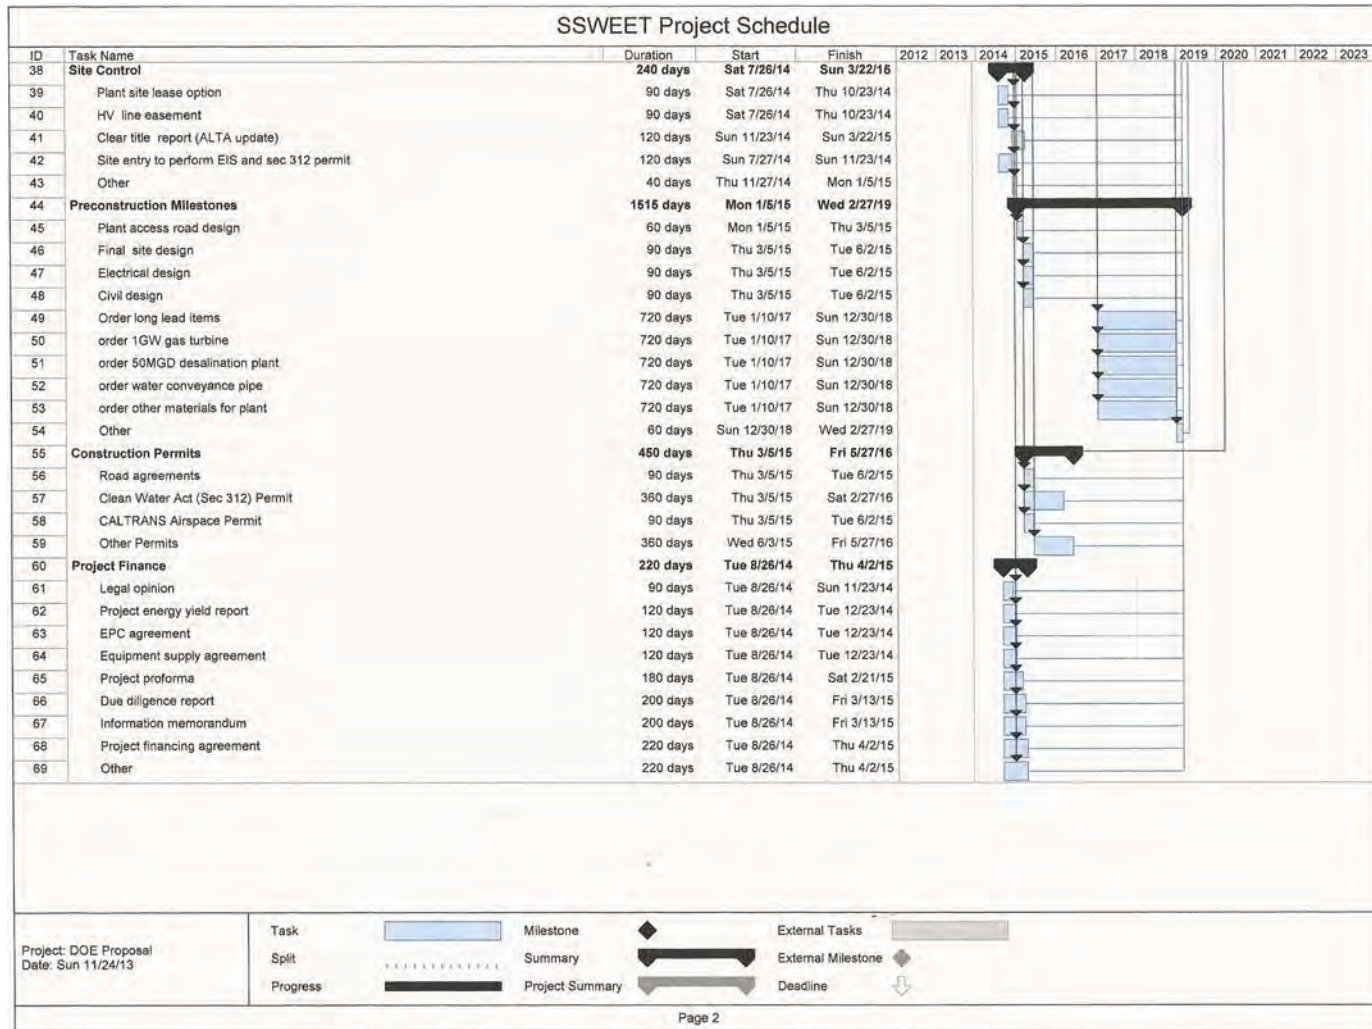 SSWEET Project Schedule
ID Task Name Duration Start Finish 2012 2013 2014 2015 2016 2017 2018 2019 2020 2021 2022 2023
38 Site Control 240 days Sat 7/26/14 Sun 3/22/15
39 Plant site lease option 90 days Sat 7/26/14 Thu 10/23/14
40 HV line easement 90 days Sat 7/26/14 Thu 10/23/14
41 Clear title report (ALTA update) 120 days Sun 11/23/14 Sun 3/22/15
42 Site entry to perform EIS and sec 312 permit 120 days Sun 7/27/14 Sun 11/23/14
43 Other 40 days Thu 11/27/14 Mon 1/5/15
44 Preconstruction Milestones 1515 days Mon 1/5/15 Wed 2/27/19
45 Plant access road design 60 days Mon 1/5/15 Thu 3/5/15
46 Final site design 90 days Thu 3/5/15 Tue 6/2/15
47 Electrical design 90 days Thu 3/5/15 Tue 6/2/15
48 Civil design 90 days Thu 3/5/15 Tue 6/2/15
49 Order long lead items 720 days Tue 1/10/17 Sun 12/30/18
50 order 1GW gas turbine 720 days Tue 1/10/17 Sun 12/30/18
51 order 50MGD desalination plant 720 days Tue 1/10/17 Sun 12/30/18
52 order water conveyance pipe 720 days Tue 1/10/17 Sun 12/30/18
53 order other materials for plant 720 days Tue 1/10/17 Sun 12/30/18
54 Other 60 days Sun 12/30/18 Wed 2/27/19
55 Construction Permits 450 days Thu 3/5/15 Fri 5/27/16
56 Road agreements 90 days Thu 3/5/15 Tue 6/2/15
57 Clean Water Act (Sec 312) Permit 360 days Thu 3/5/15 Sat 2/27/16
58 CALTRANS Airspace Permit 90 days Thu 3/5/15 Tue 6/2/15
59 Other Permits 360 days Wed 6/3/15 Fri 5/27/16
60 Project Finance 220 days Tue 8/26/14 Thu 4/2/15
61 Legal opinion 90 days Tue 8/26/14 Sun 11/23/14
62 Project energy yield report 120 days Tue 8/26/14 Tue 12/23/14
63 EPC agreement 120 days Tue 8/26/14 Tue 12/23/14
64 Equipment supply agreement 120 days Tue 8/26/14 Tue 12/23/14
65 Project proforma 180 days Tue 8/26/14 Sat 2/21/15
66 Due diligence report 200 days Tue 8/26/14 Fri 3/13/15
67 Information memorandum 200 days Tue 8/26/14 Fri 3/13/15
68 Project financing agreement 220 days Tue 8/26/14 Thu 4/2/15
69 Other 220 days Tue 8/26/14 Thu 4/2/15
Project: DOE Proposal
Date: Sun 11/24/13
Task Milestone External Tasks
Split Summary External Milestone
Progress Project Summary Deadline
Page 2